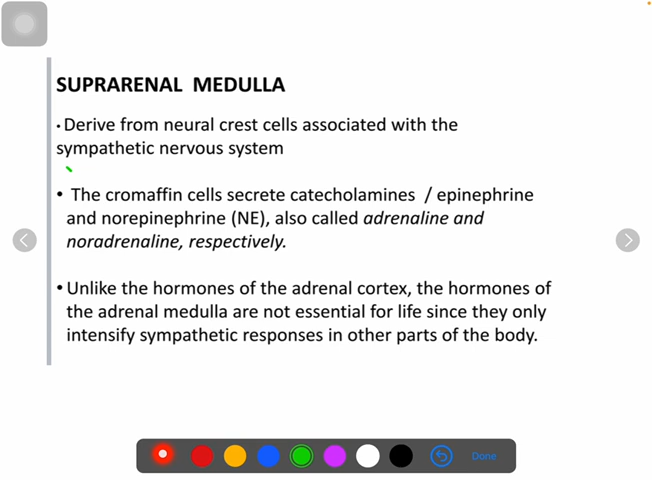 SUPRARENAL MEDULLA
• Derive from neural crest cells associated with the
sympathetic nervous system
• The cromaffin cells secrete catecholamines / epinephrine
and norepinephrine (NE), also called adrenaline and
noradrenaline, respectively.
• Unlike the hormones of the adrenal cortex, the hormones of
the adrenal medulla are not essential for life since they only
intensify sympathetic responses in other parts of the body.
Done